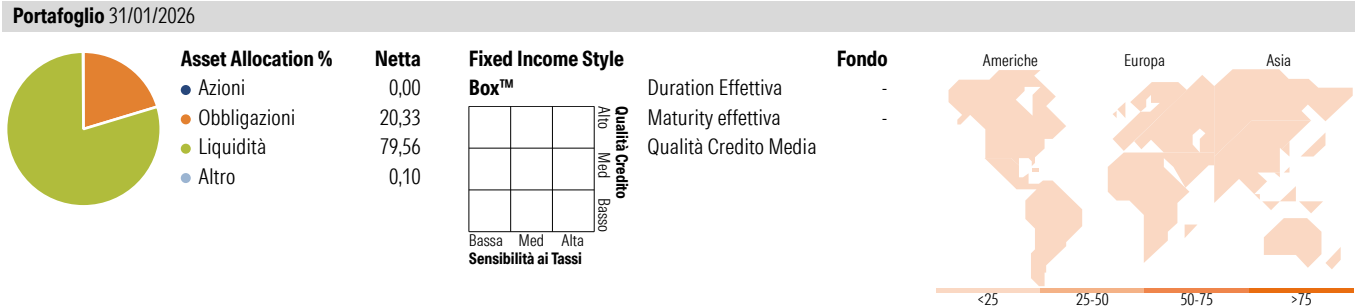 Portafoglio 31/01/2026
Asset Allocation % Netta
Azioni 0,00
Obbligazioni 20,33
Liquidità 79,56
Altro 0,10
Fixed Income Style
Box™
Alto Med Basso
Qualità Credito
Bassa Med Alta
Sensibilità ai Tassi
Fondo
Duration Effettiva -
Maturity effettiva -
Qualità Credito Media
Americhe Europa Asia
<25 25-50 50-75 >75